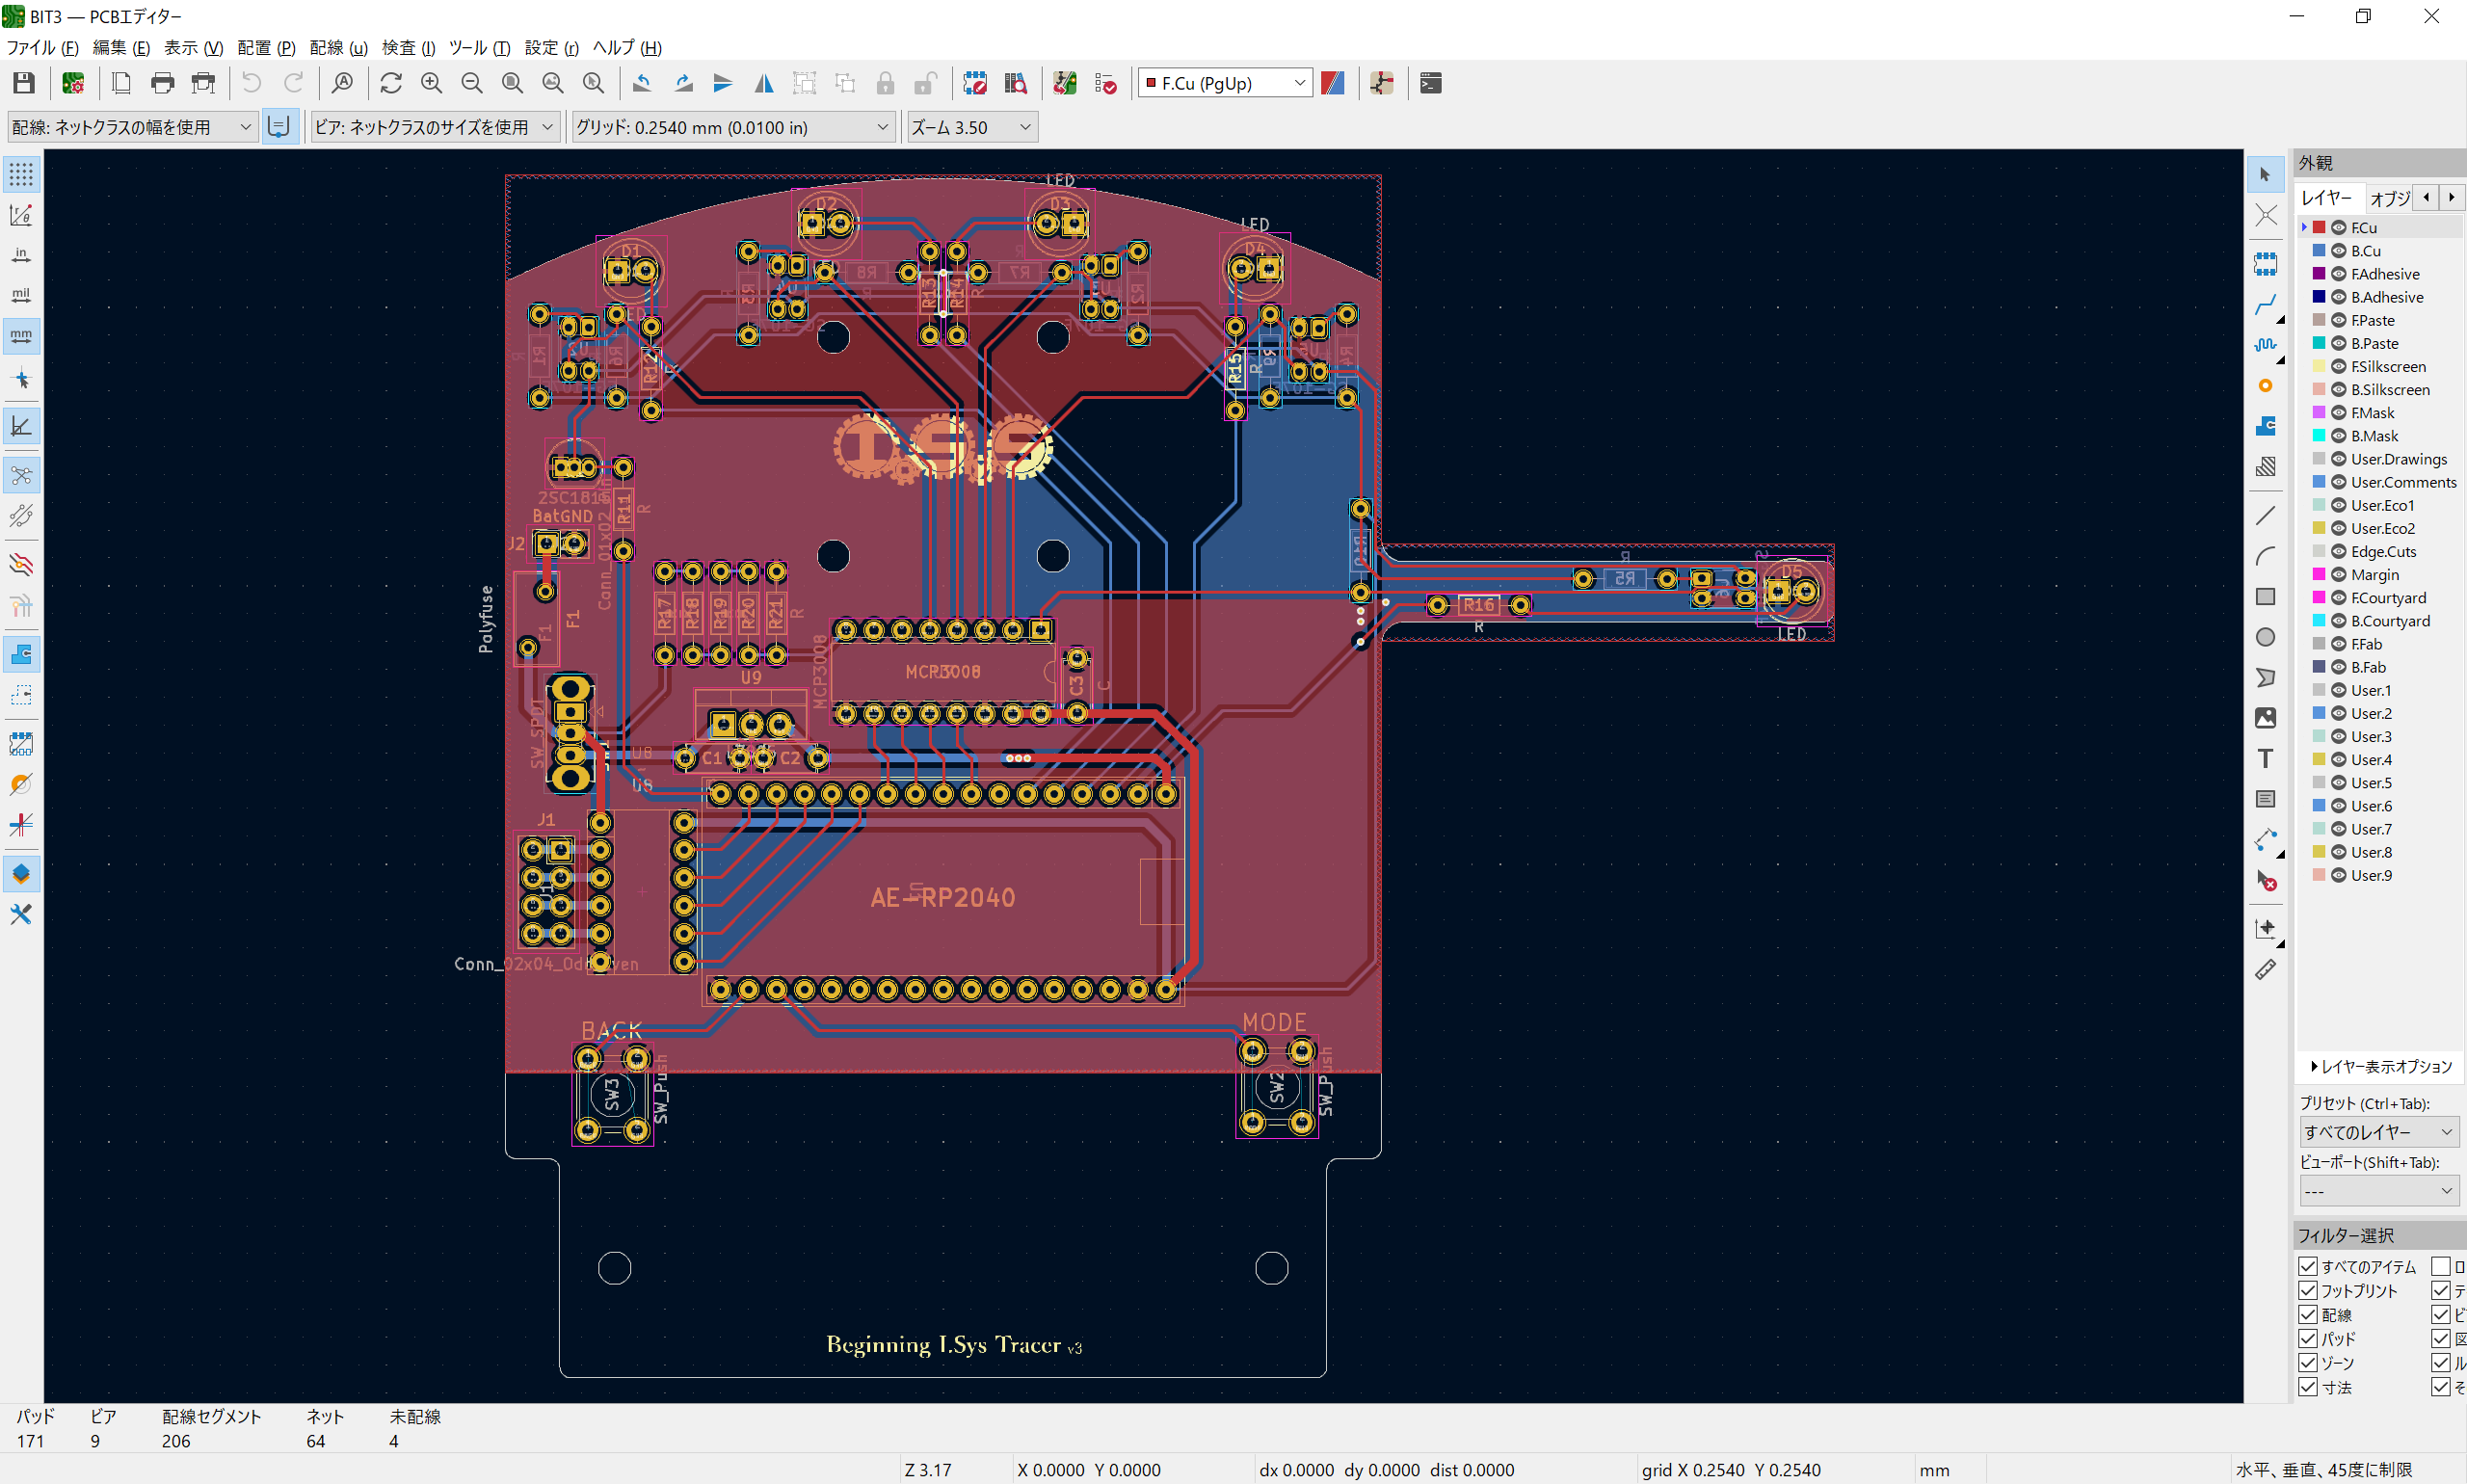 BIT3 — PCBエディター
ファイル (F) 編集 (E) 表示 (V) 配置 (P) 配線 (u) 検査 (I) ツール (T) 設定 (r) ヘルプ (H)
F.Cu (PgUp)
配線: ネットクラスの幅を使用
ビア: ネットクラスのサイズを使用
グリッド: 0.2540 mm (0.0100 in)
ズーム 3.50
in
mil
mm
LED
D2
D3
LED
D1
D4
R8
R7
R3
R13
R14
R2
R1
R6
R12
R15
R9
R4
R
2SC1815
BatGND
R11
R
J2
Conn_01x02_Pin
Polyfuse
F1
F1
R17
R18
R19
R20
R21
R
R5
R
D5
R16
R
LED
MCP3008
MCP3008
C3
C
U9
SW_SPDT
U8
C1
C2
U8
J1
AE-RP2040
Conn_02x04_Odd_Even
BACK
MODE
SW3
SW_Push
SW2
SW_Push
Beginning I.Sys Tracer v3
外観
レイヤー オブジ
F.Cu
B.Cu
F.Adhesive
B.Adhesive
F.Paste
B.Paste
F.Silkscreen
B.Silkscreen
F.Mask
B.Mask
User.Drawings
User.Comments
User.Eco1
User.Eco2
Edge.Cuts
Margin
F.Courtyard
B.Courtyard
F.Fab
B.Fab
User.1
User.2
User.3
User.4
User.5
User.6
User.7
User.8
User.9
レイヤー表示オプション
プリセット (Ctrl+Tab):
すべてのレイヤー
ビューポート(Shift+Tab):
---
フィルター選択
すべてのアイテム ロ
フットプリント テ
配線 ビ
パッド 図
ゾーン ル
寸法 そ
パッド ビア 配線セグメント ネット 未配線
171 9 206 64 4
Z 3.17 X 0.0000 Y 0.0000 dx 0.0000 dy 0.0000 dist 0.0000 grid X 0.2540 Y 0.2540 mm 水平、垂直、45度に制限